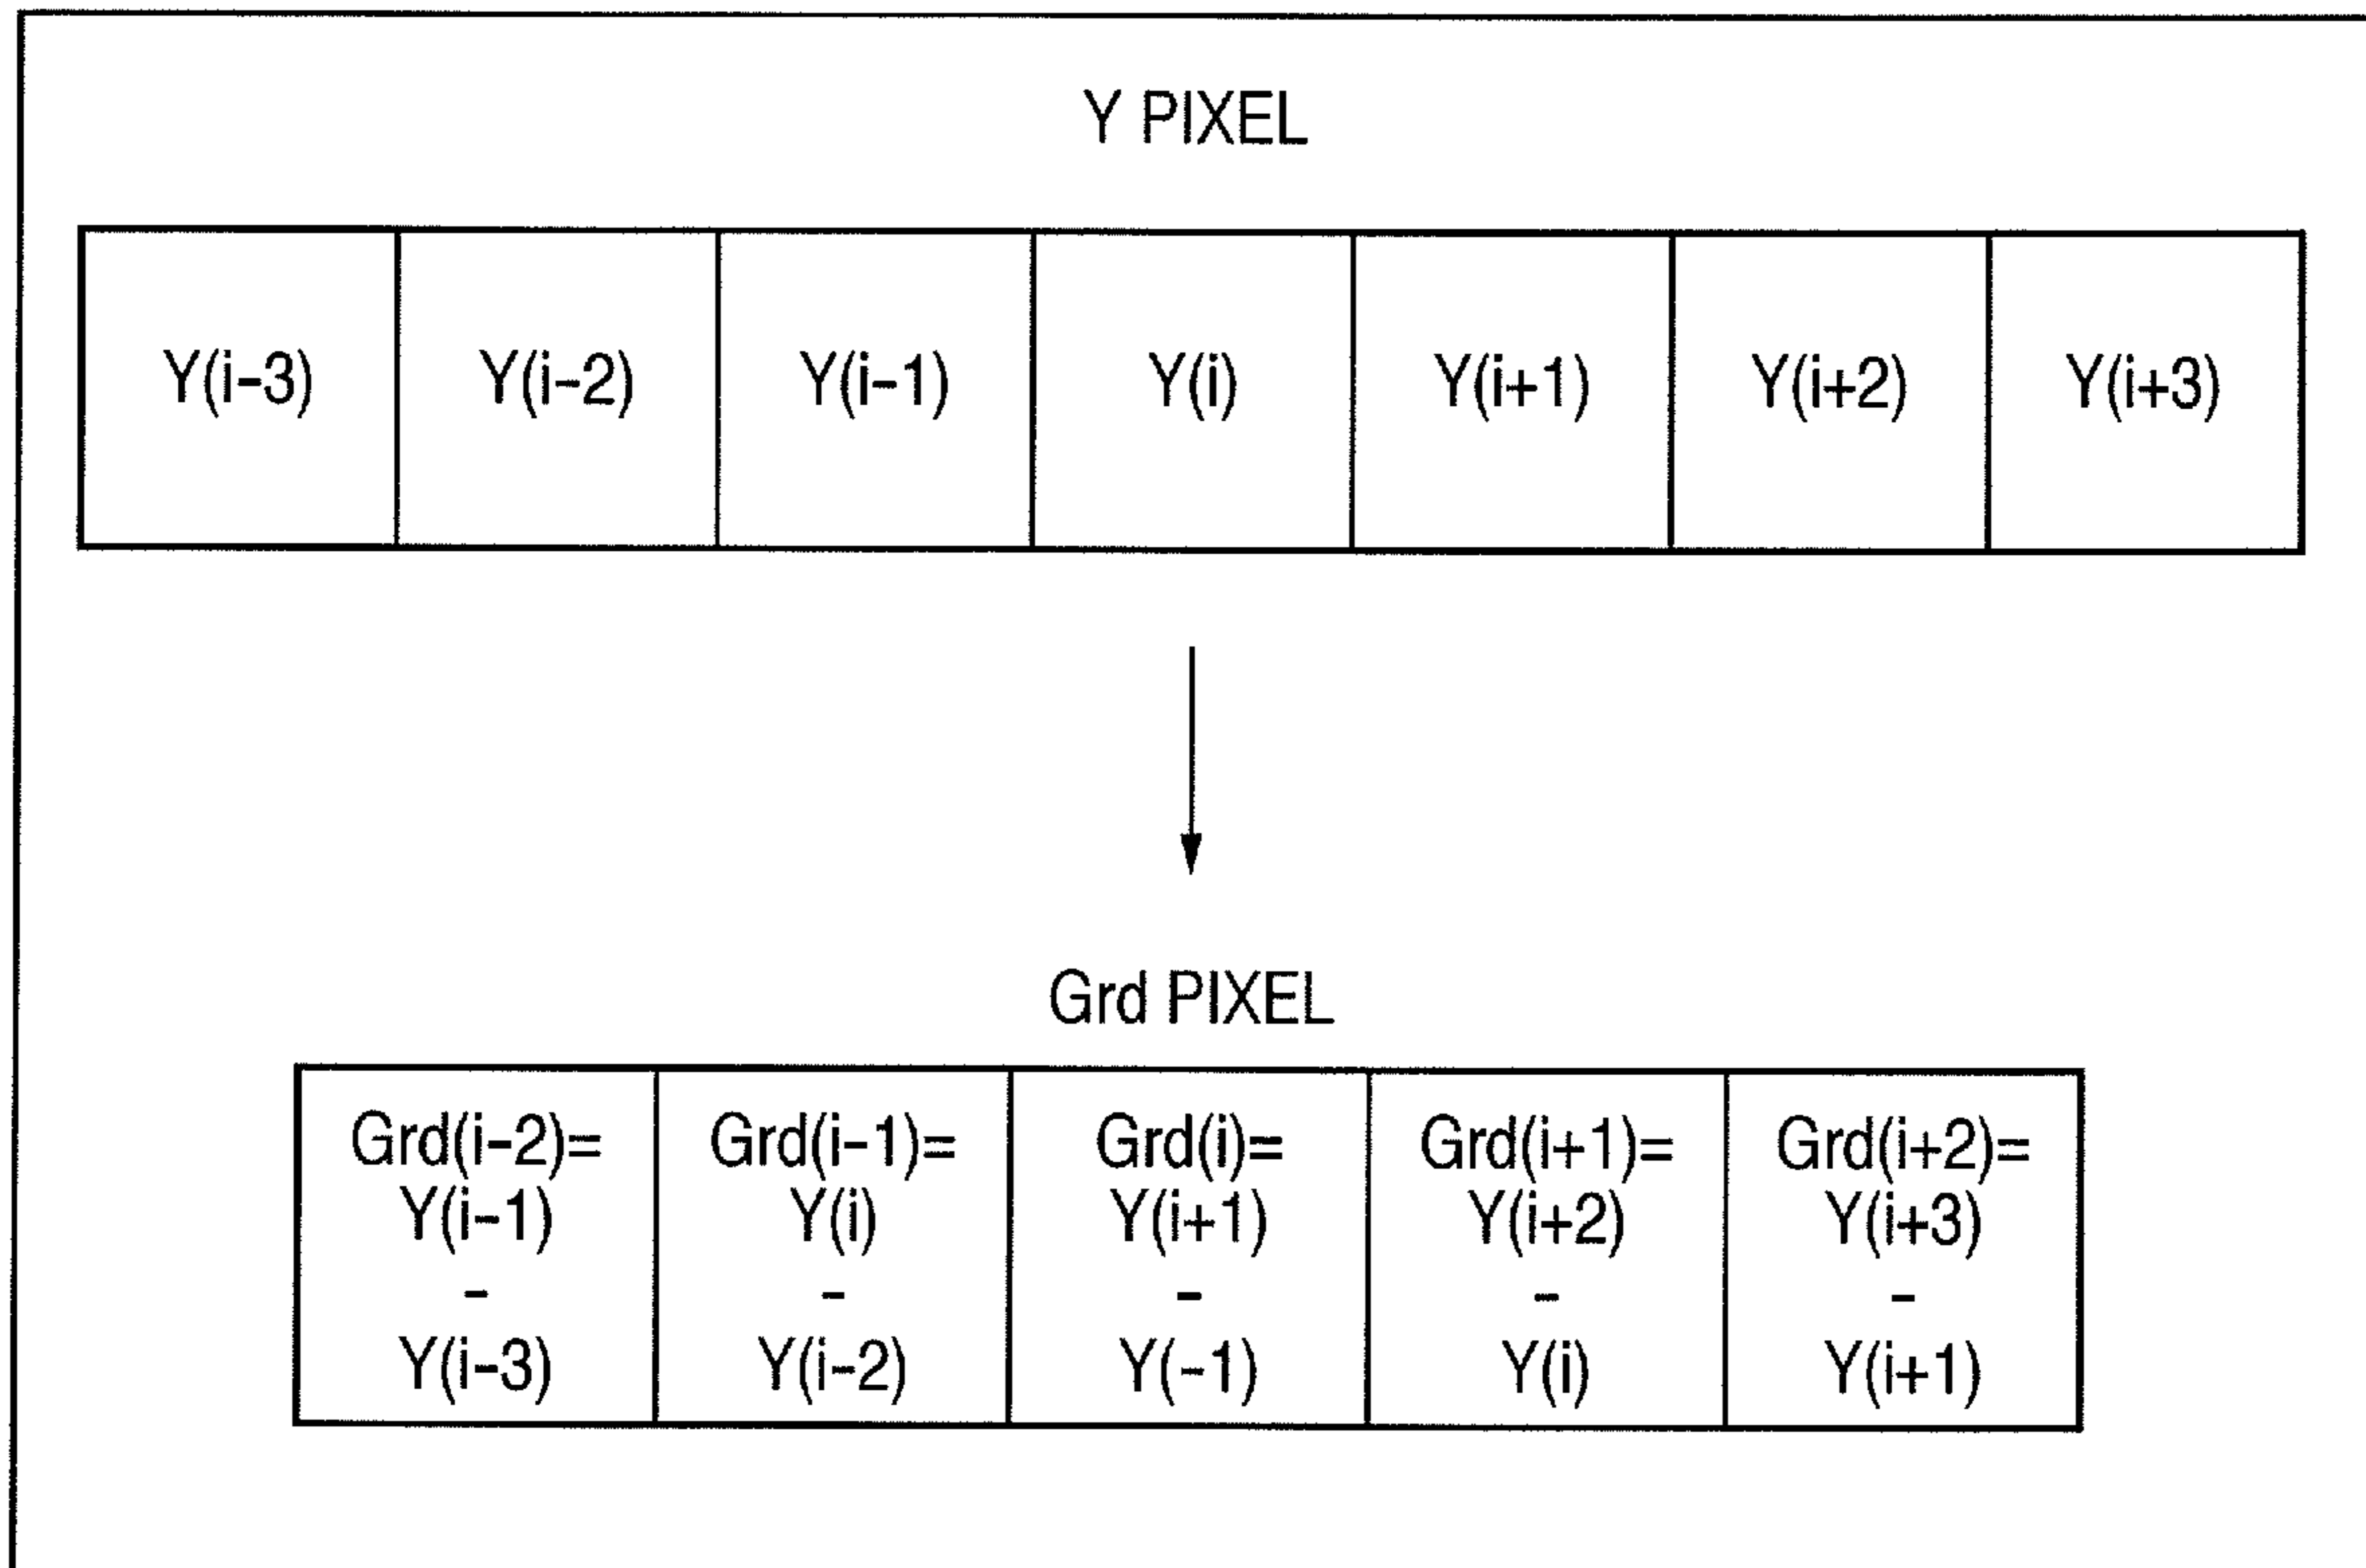 Y PIXEL
Y(i-3) Y(i-2) Y(i-1) Y(i) Y(i+1) Y(i+2) Y(i+3)
Grd PIXEL
Grd(i-2)= Grd(i-1)= Grd(i)= Grd(i+1)= Grd(i+2)=
Y(i-1) Y(i) Y(i+1) Y(i+2) Y(i+3)
- - - - -
Y(i-3) Y(i-2) Y(-1) Y(i) Y(i+1)